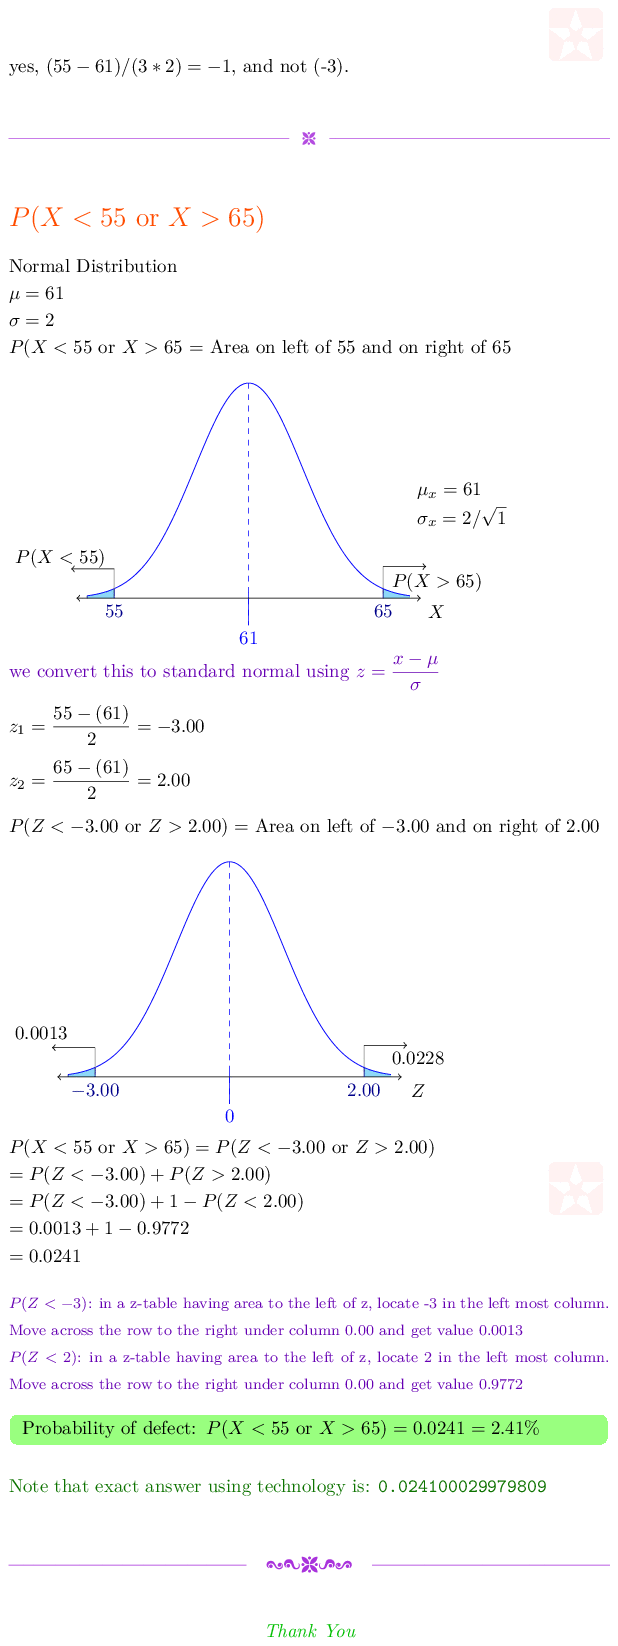 yes, (55 − 61)/(3 ∗ 2) = −1, and not (-3).
P(X < 55 or X > 65)
Normal Distribution
μ = 61
σ = 2
P(X < 55 or X > 65 = Area on left of 55 and on right of 65
μₓ = 61
σₓ = 2/√1
P(X < 55)
P(X > 65)
55
65
X
61
we convert this to standard normal using z = (x − μ)/σ
z₁ = (55 − (61))/2 = −3.00
z₂ = (65 − (61))/2 = 2.00
P(Z < −3.00 or Z > 2.00) = Area on left of −3.00 and on right of 2.00
0.0013
0.0228
−3.00
2.00
Z
0
P(X < 55 or X > 65) = P(Z < −3.00 or Z > 2.00)
= P(Z < −3.00) + P(Z > 2.00)
= P(Z < −3.00) + 1 − P(Z < 2.00)
= 0.0013 + 1 − 0.9772
= 0.0241
P(Z < −3): in a z-table having area to the left of z, locate -3 in the left most column.
Move across the row to the right under column 0.00 and get value 0.0013
P(Z < 2): in a z-table having area to the left of z, locate 2 in the left most column.
Move across the row to the right under column 0.00 and get value 0.9772
Probability of defect: P(X < 55 or X > 65) = 0.0241 = 2.41%
Note that exact answer using technology is: 0.024100029979809
Thank You